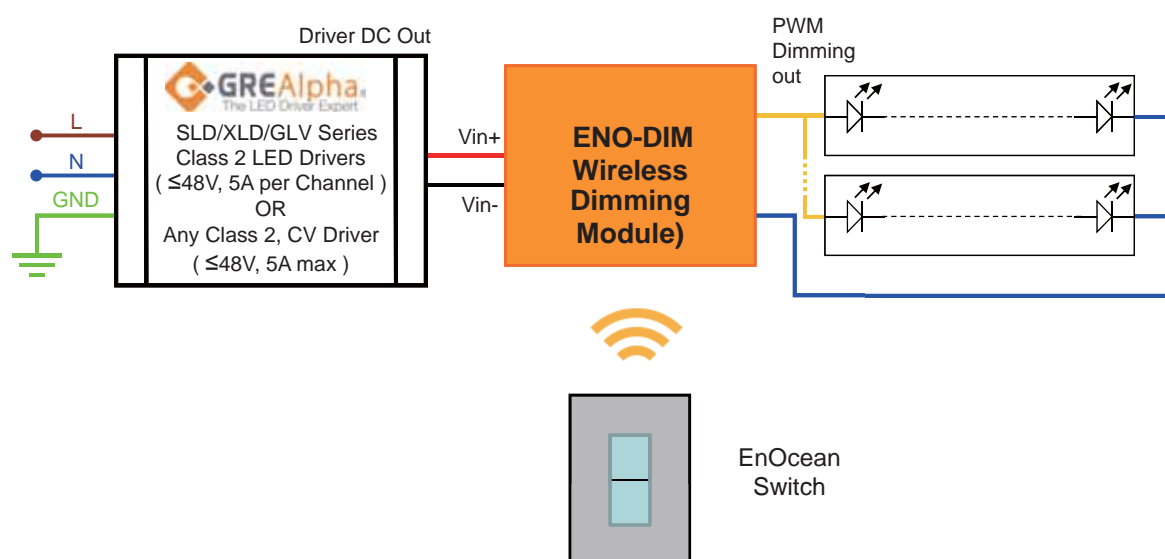 Driver DC Out
GREAlpha®
The LED Driver Expert
SLD/XLD/GLV Series
Class 2 LED Drivers
( ≤48V, 5A per Channel )
OR
Any Class 2, CV Driver
( ≤48V, 5A max )
L
N
GND
Vin+
Vin-
ENO-DIM
Wireless
Dimming
Module)
PWM
Dimming
out
EnOcean
Switch